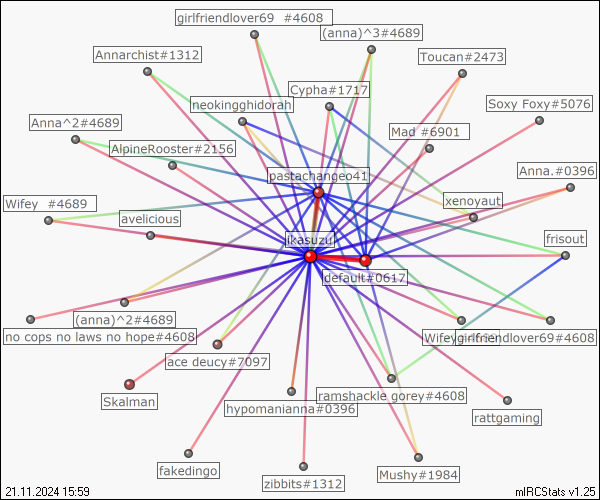 girlfriendlover69 #4608
(anna)^3#4689
Annarchist#1312
Toucan#2473
Cypha#1717
neokingghidorah
Soxy Foxy#5076
Anna^2#4689
Mad #6901
AlpineRooster#2156
pastachangeo41
Anna.#0396
Wifey #4689
xenoyaut
avelicious
ikasuzu
frisout
default#0617
(anna)^2#4689
no cops no laws no hope#4608
Wifey
girlfriendlover69#4608
ace deucy#7097
Skalman
hypomanianna#0396
ramshackle gorey#4608
rattgaming
fakedingo
zibbits#1312
Mushy#1984
21.11.2024 15:59
mIRCStats v1.25